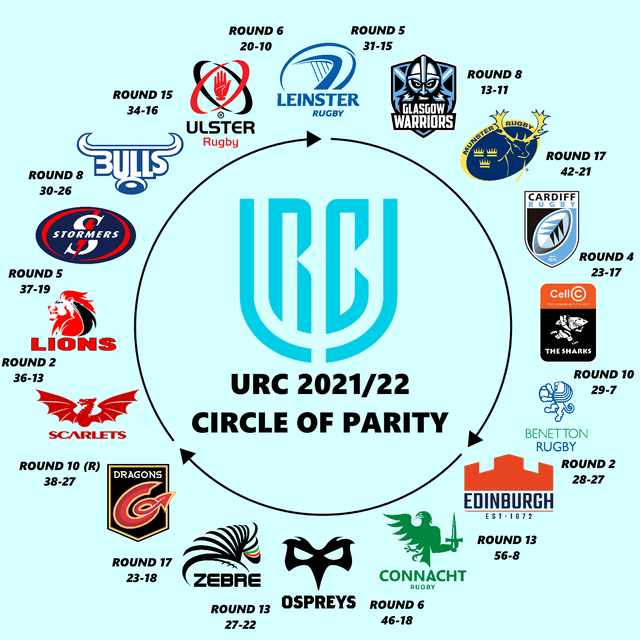 ROUND 6
20-10
ROUND 5
31-15
LEINSTER
RUGBY
ROUND 8
13-11
GLASGOW
WARRIORS
MUNSTER RUGBY
ROUND 17
42-21
CARDIFF
RUGBY
ROUND 4
23-17
Cell C
THE SHARKS
ROUND 10
29-7
BENETTON
RUGBY
ROUND 2
28-27
EDINBURGH
EST·1872
ROUND 13
56-8
CONNACHT
RUGBY
ROUND 6
46-18
OSPREYS
ROUND 13
27-22
ZEBRE
ROUND 17
23-18
DRAGONS
ROUND 10 (R)
38-27
SCARLETS
ROUND 2
36-13
LIONS
ROUND 5
37-19
STORMERS
ROUND 8
30-26
BULLS
ROUND 15
34-16
ULSTER
Rugby
URC
URC 2021/22
CIRCLE OF PARITY